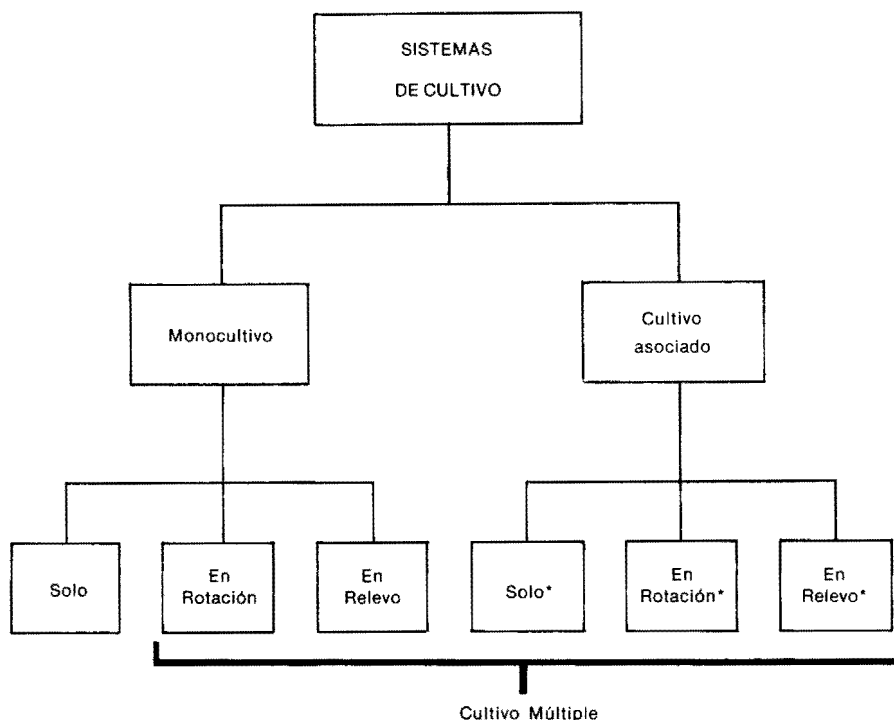 SISTEMAS
DE CULTIVO
Monocultivo
Cultivo
asociado
Solo
En
Rotación
En
Relevo
Solo*
En
Rotación*
En
Relevo*
Cultivo Múltiple